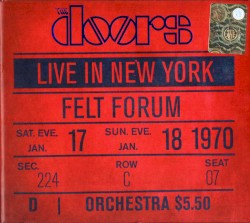 THE
DOORS
LIVE IN NEW YORK
FELT FORUM
SAT. EVE. SUN. EVE.
JAN. 17 JAN. 18 1970
SEC. ROW SEAT
224 C 07
D | ORCHESTRA $5.50